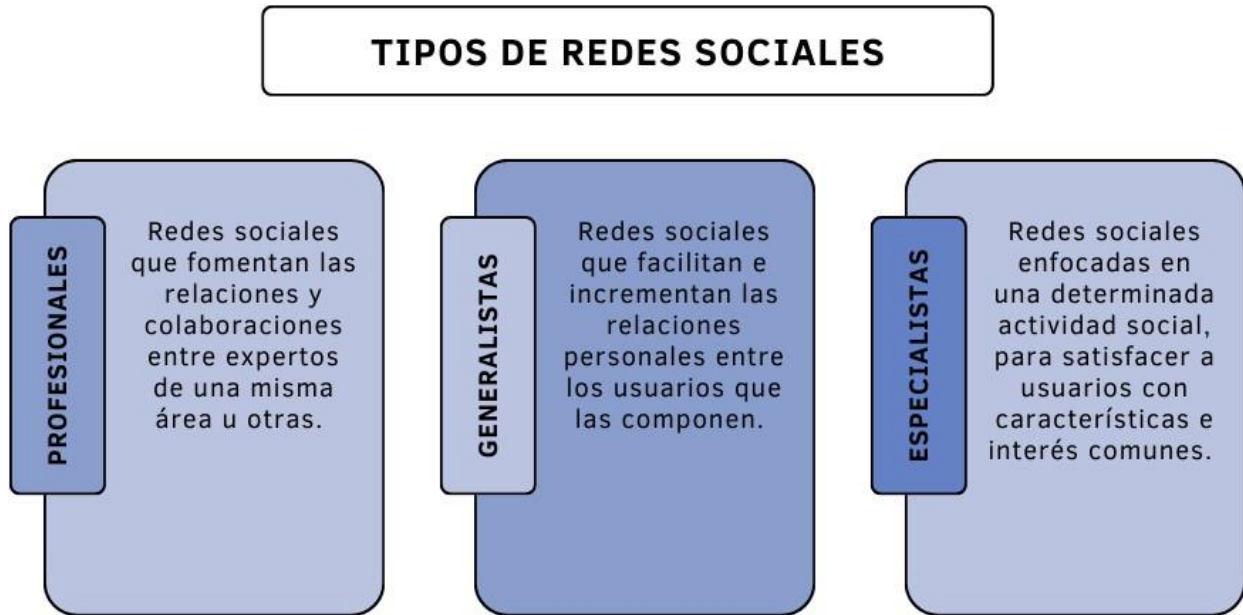 TIPOS DE REDES SOCIALES
PROFESIONALES
Redes sociales
que fomentan las
relaciones y
colaboraciones
entre expertos
de una misma
área u otras.
GENERALISTAS
Redes sociales
que facilitan e
incrementan las
relaciones
personales entre
los usuarios que
las componen.
ESPECIALISTAS
Redes sociales
enfocadas en
una determinada
actividad social,
para satisfacer a
usuarios con
características e
interés comunes.